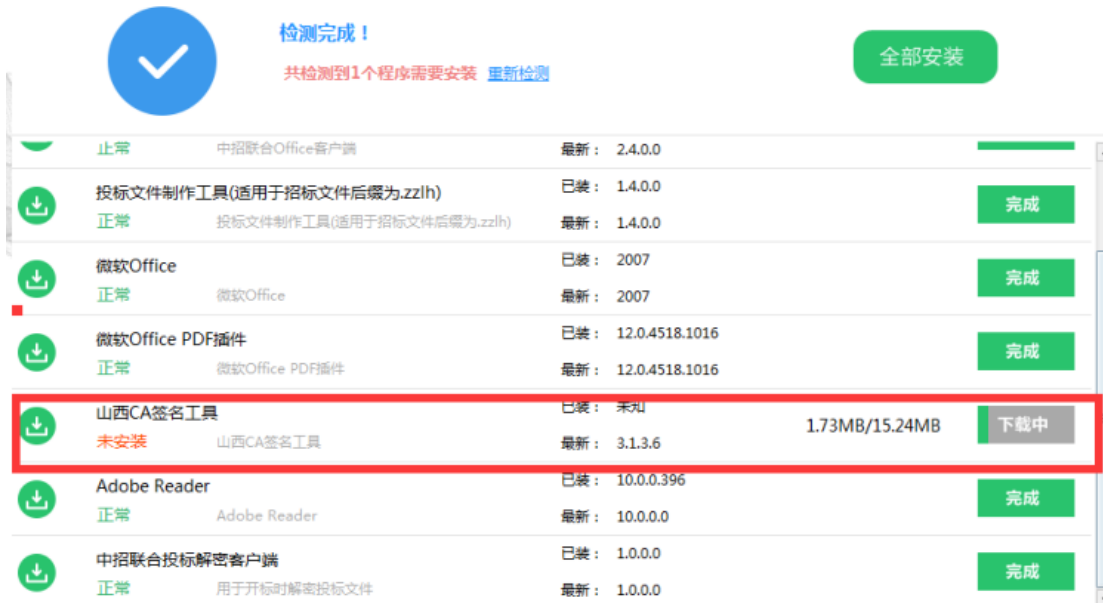 检测完成！
共检测到1个程序需要安装 重新检测
全部安装
正常 中招联合Office客户端 最新： 2.4.0.0
投标文件制作工具(适用于招标文件后缀为.zzlh) 已装： 1.4.0.0
完成
正常 投标文件制作工具(适用于招标文件后缀为.zzlh) 最新： 1.4.0.0
微软Office 已装： 2007
完成
正常 微软Office 最新： 2007
微软Office PDF插件 已装： 12.0.4518.1016
完成
正常 微软Office PDF插件 最新： 12.0.4518.1016
山西CA签名工具 已装： 未知
1.73MB/15.24MB 下载中
未安装 山西CA签名工具 最新： 3.1.3.6
Adobe Reader 已装： 10.0.0.396
完成
正常 Adobe Reader 最新： 10.0.0.0
中招联合投标解密客户端 已装： 1.0.0.0
完成
正常 用于开标时解密投标文件 最新： 1.0.0.0